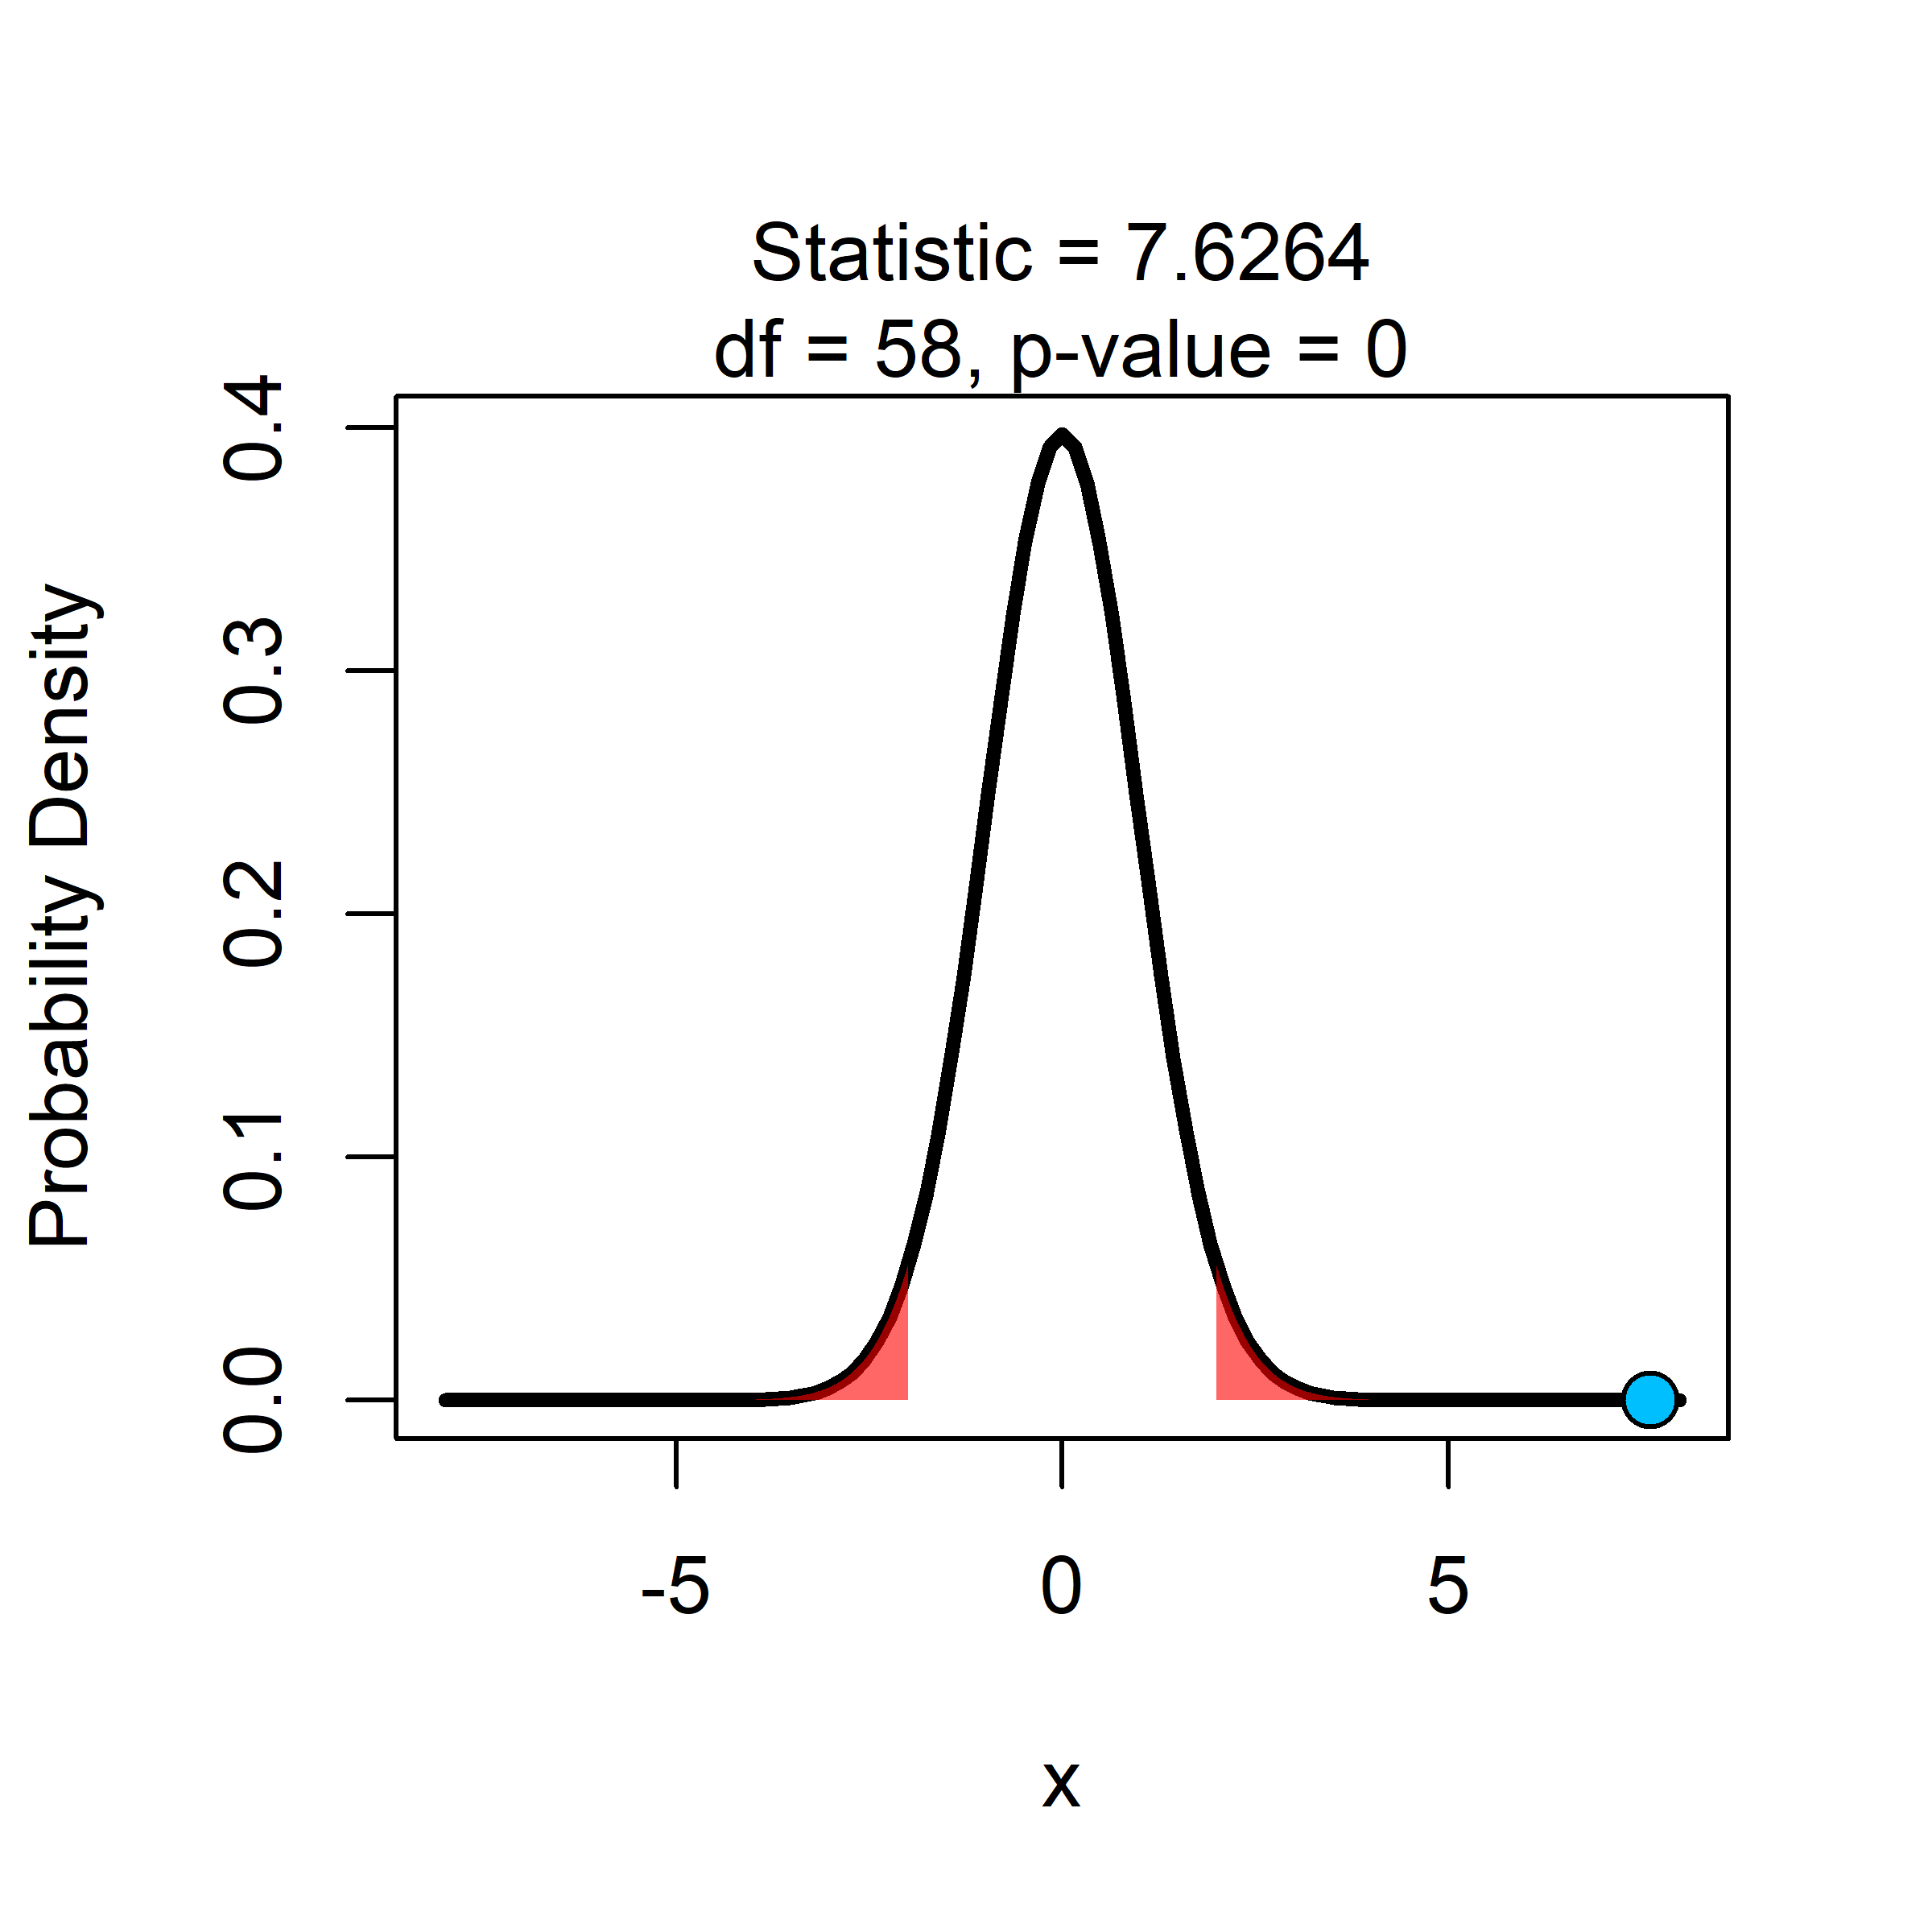 Statistic = 7.6264
df = 58, p-value = 0
Probability Density
0.4
0.3
0.2
0.1
0.0
-5 0 5
x